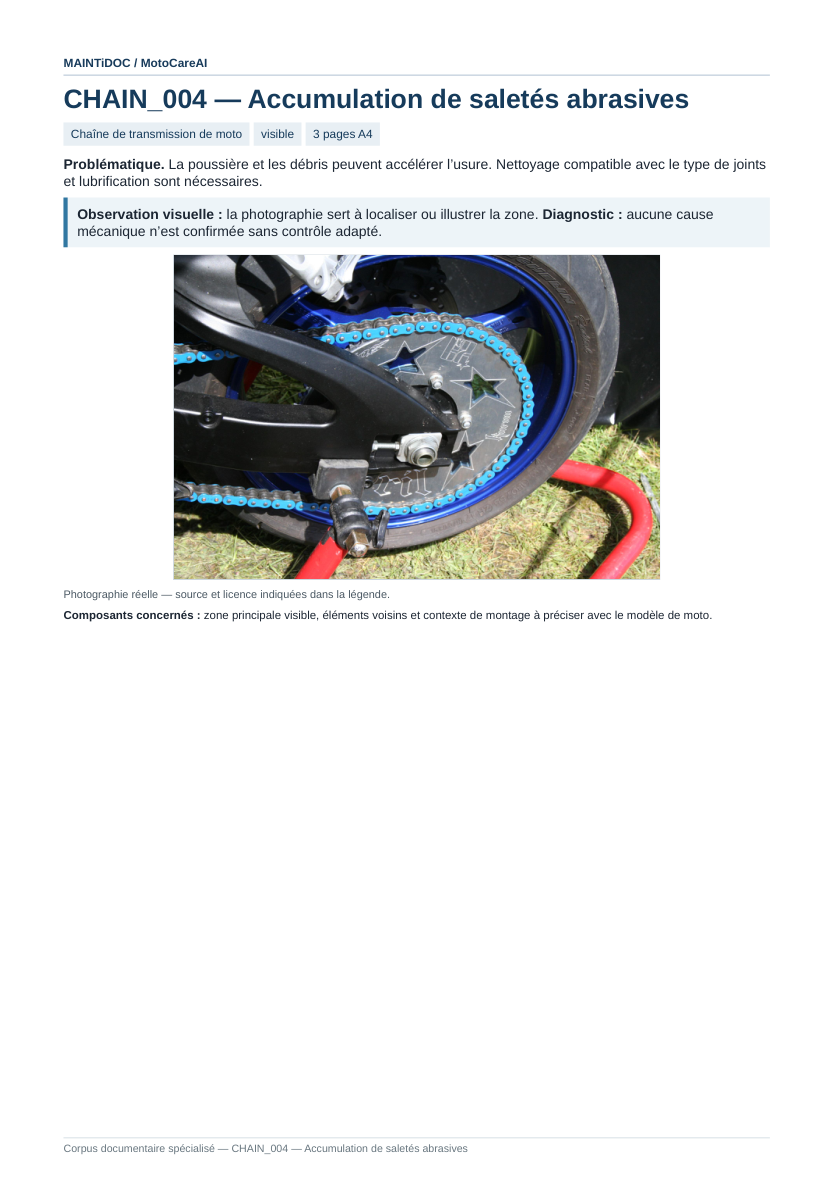 MAINTiDOC / MotoCareAI
CHAIN_004 — Accumulation de saletés abrasives
Chaîne de transmission de moto visible 3 pages A4
Problématique. La poussière et les débris peuvent accélérer l’usure. Nettoyage compatible avec le type de joints
et lubrification sont nécessaires.
Observation visuelle : la photographie sert à localiser ou illustrer la zone. Diagnostic : aucune cause
mécanique n’est confirmée sans contrôle adapté.
Photographie réelle — source et licence indiquées dans la légende.
Composants concernés : zone principale visible, éléments voisins et contexte de montage à préciser avec le modèle de moto.
Corpus documentaire spécialisé — CHAIN_004 — Accumulation de saletés abrasives